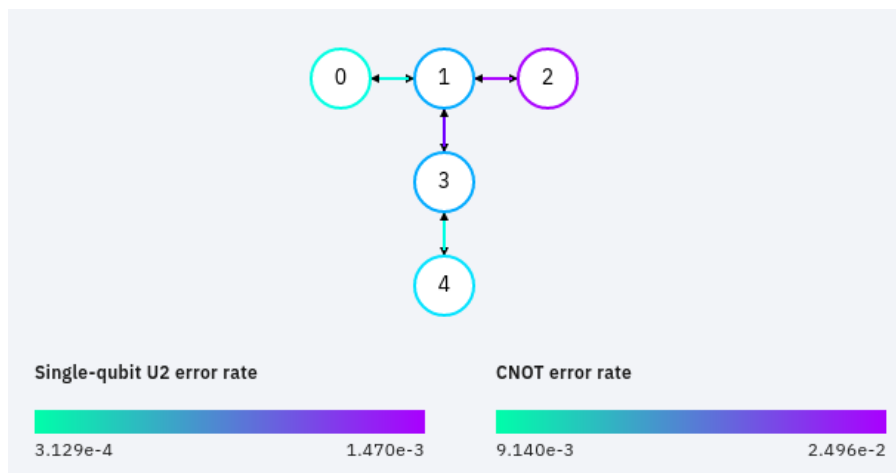 0 1 2
3
4
Single-qubit U2 error rate CNOT error rate
3.129e-4 1.470e-3 9.140e-3 2.496e-2